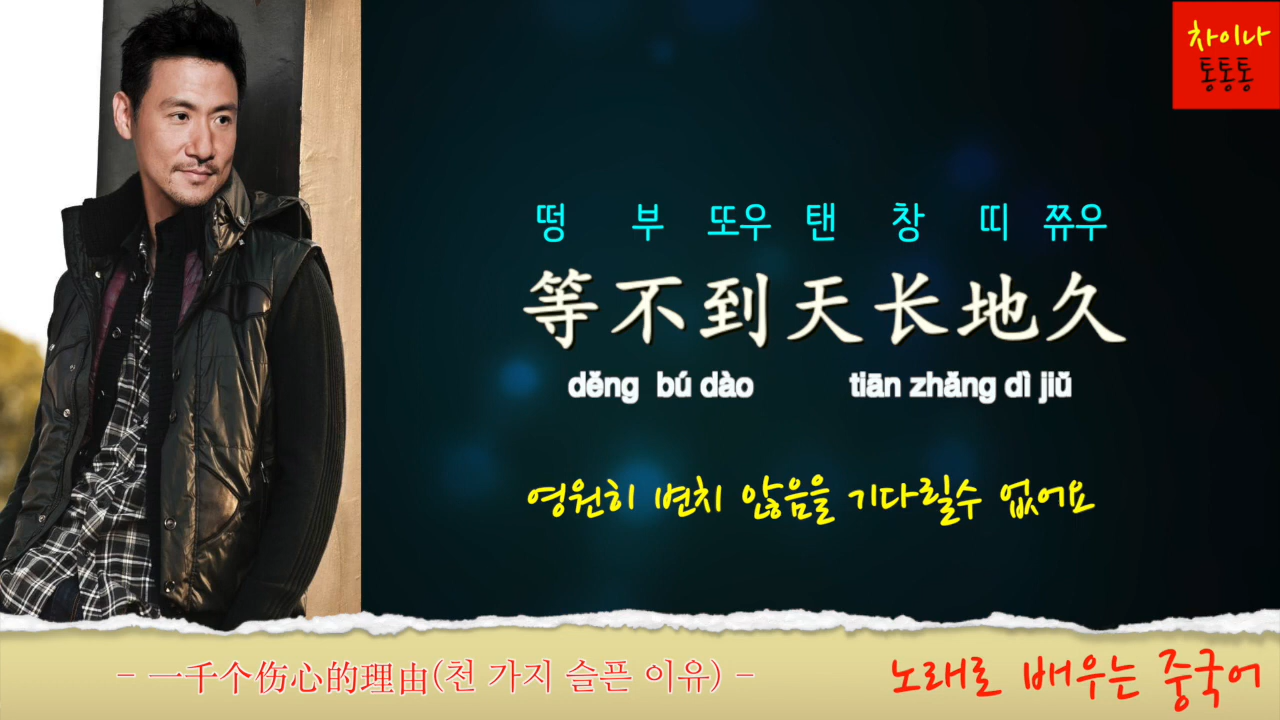 차이나
통통통
떵 부 또우 탠 창 띠 쮸우
等不到天长地久
děng bú dào tiān zhǎng dì jiǔ
영원히 변치 않음을 기다릴수 없어요
- 一千个伤心的理由(천 가지 슬픈 이유) -
노래로 배우는 중국어